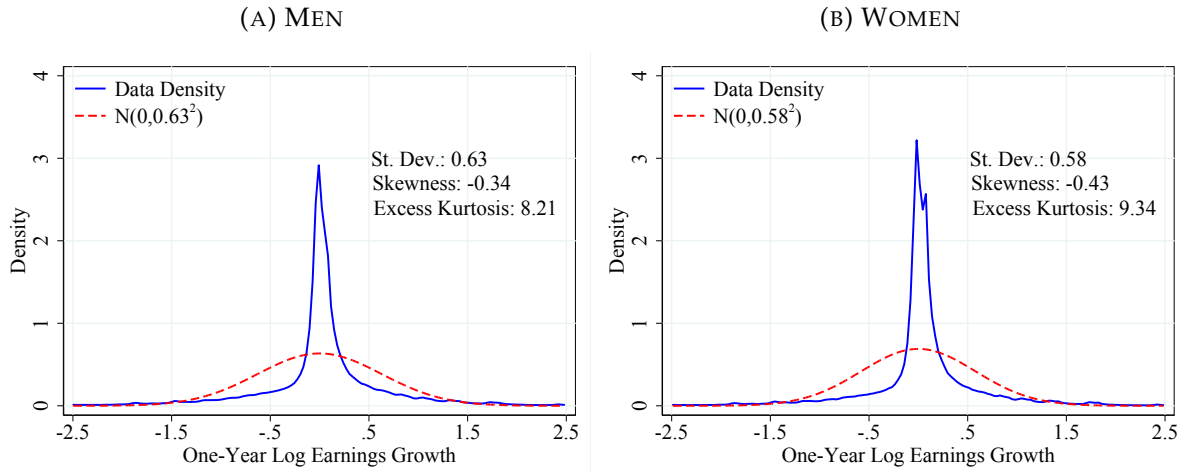 (A) MEN
4
3
2
1
0
Density
Data Density
N(0,0.63²)
St. Dev.: 0.63
Skewness: -0.34
Excess Kurtosis: 8.21
-2.5 -1.5 -.5 .5 1.5 2.5
One-Year Log Earnings Growth
(B) WOMEN
4
3
2
1
0
Density
Data Density
N(0,0.58²)
St. Dev.: 0.58
Skewness: -0.43
Excess Kurtosis: 9.34
-2.5 -1.5 -.5 .5 1.5 2.5
One-Year Log Earnings Growth